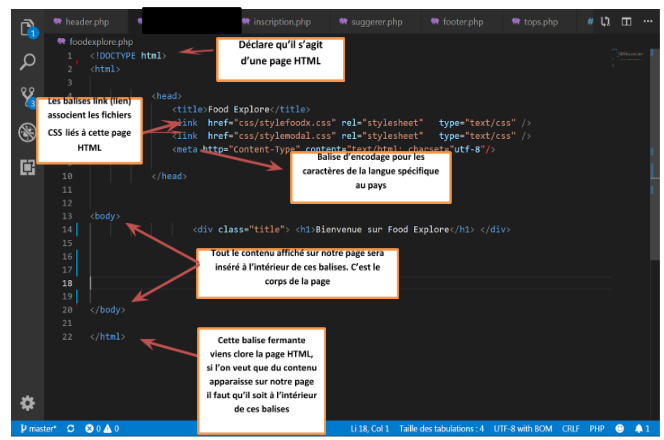 header.php
inscription.php
suggerer.php
footer.php
tops.php
foodexplore.php
1 <!DOCTYPE html>
2 <html>
3
Déclare qu'il s'agit
d'une page HTML
<head>
<title>Food Explore</title>
<link href="css/stylefoodx.css" rel="stylesheet" type="text/css" />
<link href="css/stylemodal.css" rel="stylesheet" type="text/css" />
<meta http="Content-Type" content="text/html; charset="utf-8"/>
Les balises link (lien)
associent les fichiers
CSS liés à cette page
HTML
Balise d'encodage pour les
caractères de la langue spécifique
au pays
10 </head>
11
12
13 <body>
14 <div class="title"> <h1>Bienvenue sur Food Explore</h1> </div>
15
16
17
18
19
Tout le contenu affiché sur notre page sera
inséré à l'intérieur de ces balises. C'est le
corps de la page
20 </body>
21
22 </html>
Cette balise fermante
viens clore la page HTML,
si l'on veut que du contenu
apparaisse sur notre page
il faut qu'il soit à l'intérieur
de ces balises
1
3
master* 0 0 Li 18, Col 1 Taille des tabulations : 4 UTF-8 with BOM CRLF PHP 1